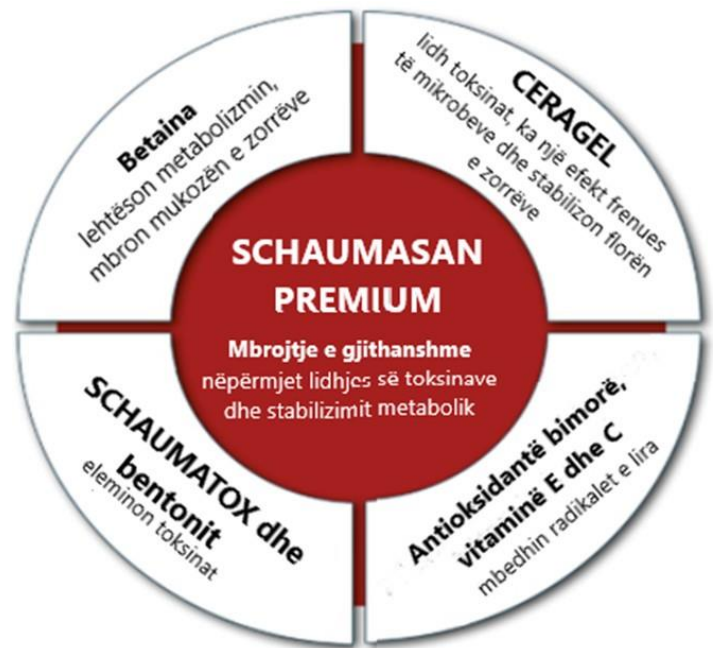 Betaina
lehtëson metabolizmin,
mbron mukozën e zorrëve
CERAGEL
lidh toksinat, ka një efekt frenues
të mikrobeve dhe stabilizon florën
e zorrëve
SCHAUMASAN
PREMIUM
Mbrojtje e gjithanshme
nëpërmjet lidhjes së toksinave
dhe stabilizimit metabolik
SCHAUMATOX dhe
bentonit
eleminon toksinat
Antioksidantë bimorë,
vitaminë E dhe C
mbedhin radikalet e lira